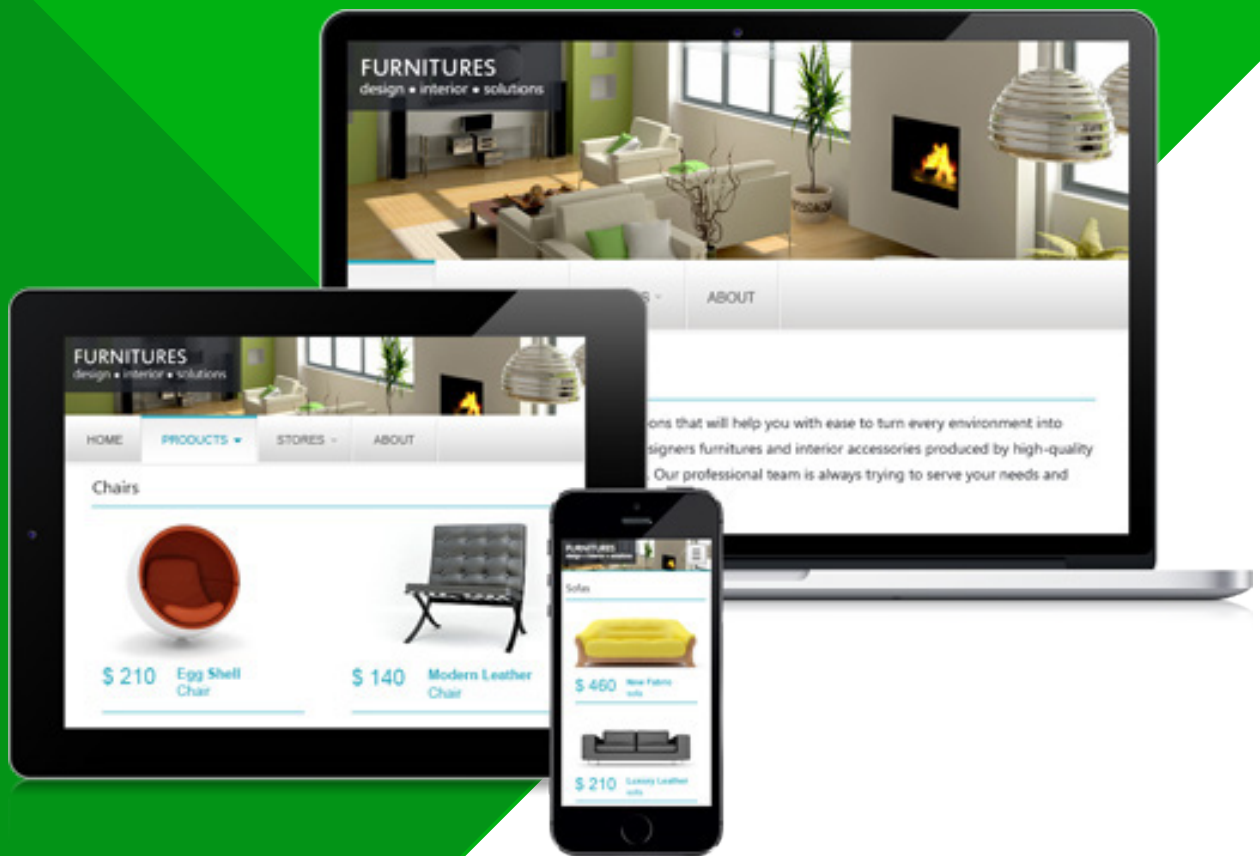 FURNITURES
design • interior • solutions
ABOUT
ons that will help you with ease to turn every environment into
signers furnitures and interior accessories produced by high-quality
. Our professional team is always trying to serve your needs and
FURNITURES
design • interior • solutions
HOME PRODUCTS STORES ABOUT
Chairs
$ 210 Egg Shell
Chair
$ 140 Modern Leather
Chair
FURNITURES
design • interior • solutions
Sofas
$ 460 New Fabric
sofa
$ 210 Luxury Leather
sofa